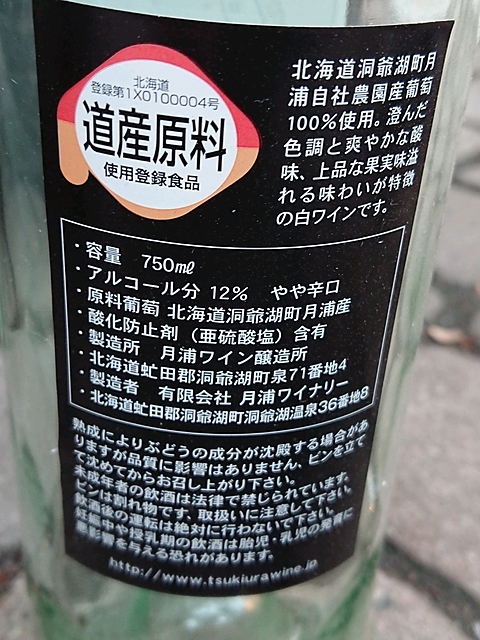 北海道
登録第1X0100004号
道産原料
使用登録食品
北海道洞爺湖町月
浦自社農園産葡萄
100%使用。澄んだ
色調と爽やかな酸
味、上品な果実味溢
れる味わいが特徴
の白ワインです。
・容量 750㎖
・アルコール分 12% やや辛口
・原料葡萄 北海道洞爺湖町月浦産
・酸化防止剤（亜硫酸塩）含有
・製造所 月浦ワイン醸造所
・北海道虻田郡洞爺湖町泉71番地4
・製造者 有限会社 月浦ワイナリー
・北海道虻田郡洞爺湖町洞爺湖温泉36番地8
熟成によりぶどうの成分が沈殿する場合があ
りますが品質に影響はありません、ビンを立て
て沈めてからお召し上がり下さい。
未成年者の飲酒は法律で禁じられています。
ビンは割れ物です、取扱いに注意して下さい。
飲酒後の運転は絶対に行わないで下さい。
妊娠中や授乳期の飲酒は胎児・乳児の発育に
悪影響を与える恐れがあります。
http://www.tsukiurawine.jp